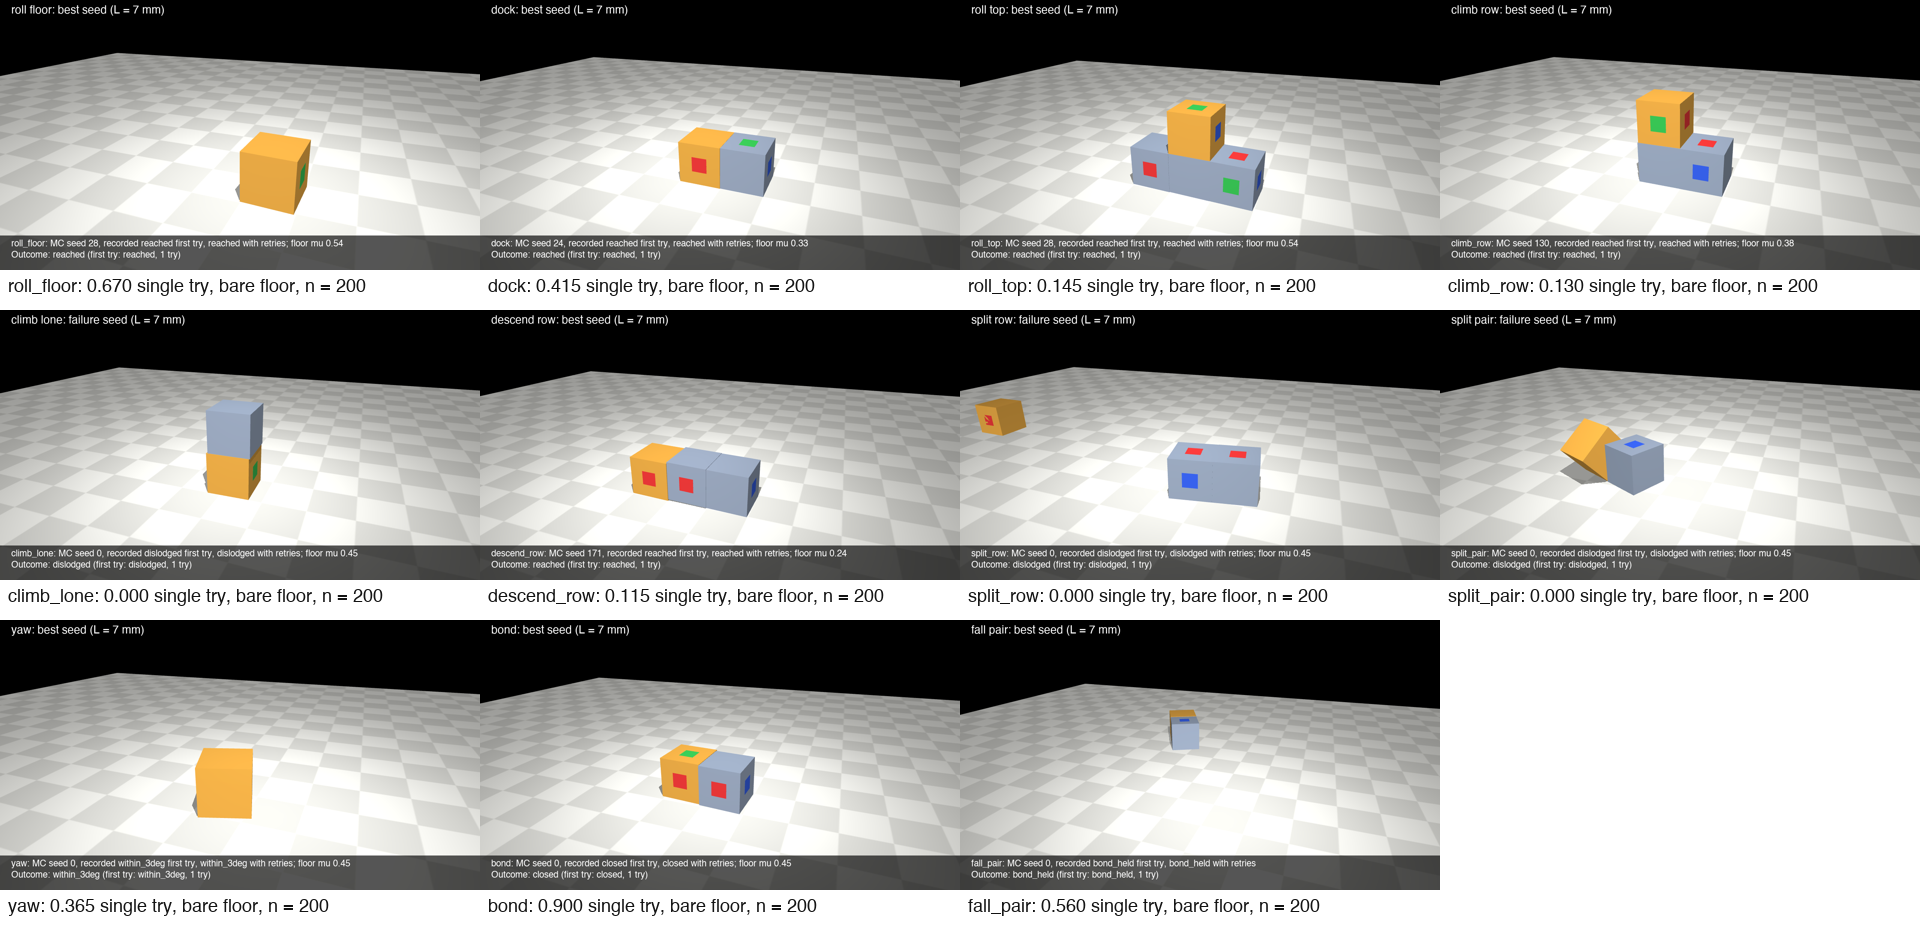 roll floor: best seed (L = 7 mm)
dock: best seed (L = 7 mm)
roll top: best seed (L = 7 mm)
climb row: best seed (L = 7 mm)
roll_floor: MC seed 28, recorded reached first try, reached with retries; floor mu 0.54
Outcome: reached (first try: reached, 1 try)
dock: MC seed 24, recorded reached first try, reached with retries; floor mu 0.33
Outcome: reached (first try: reached, 1 try)
roll_top: MC seed 28, recorded reached first try, reached with retries; floor mu 0.54
Outcome: reached (first try: reached, 1 try)
climb_row: MC seed 130, recorded reached first try, reached with retries; floor mu 0.38
Outcome: reached (first try: reached, 1 try)
roll_floor: 0.670 single try, bare floor, n = 200
dock: 0.415 single try, bare floor, n = 200
roll_top: 0.145 single try, bare floor, n = 200
climb_row: 0.130 single try, bare floor, n = 200
climb lone: failure seed (L = 7 mm)
descend row: best seed (L = 7 mm)
split row: failure seed (L = 7 mm)
split pair: failure seed (L = 7 mm)
climb_lone: MC seed 0, recorded dislodged first try, dislodged with retries; floor mu 0.45
Outcome: dislodged (first try: dislodged, 1 try)
descend_row: MC seed 171, recorded reached first try, reached with retries; floor mu 0.24
Outcome: reached (first try: reached, 1 try)
split_row: MC seed 0, recorded dislodged first try, dislodged with retries; floor mu 0.45
Outcome: dislodged (first try: dislodged, 1 try)
split_pair: MC seed 0, recorded dislodged first try, dislodged with retries; floor mu 0.45
Outcome: dislodged (first try: dislodged, 1 try)
climb_lone: 0.000 single try, bare floor, n = 200
descend_row: 0.115 single try, bare floor, n = 200
split_row: 0.000 single try, bare floor, n = 200
split_pair: 0.000 single try, bare floor, n = 200
yaw: best seed (L = 7 mm)
bond: best seed (L = 7 mm)
fall pair: best seed (L = 7 mm)
yaw: MC seed 0, recorded within_3deg first try, within_3deg with retries; floor mu 0.45
Outcome: within_3deg (first try: within_3deg, 1 try)
bond: MC seed 0, recorded closed first try, closed with retries; floor mu 0.45
Outcome: closed (first try: closed, 1 try)
fall_pair: MC seed 0, recorded bond_held first try, bond_held with retries
Outcome: bond_held (first try: bond_held, 1 try)
yaw: 0.365 single try, bare floor, n = 200
bond: 0.900 single try, bare floor, n = 200
fall_pair: 0.560 single try, bare floor, n = 200